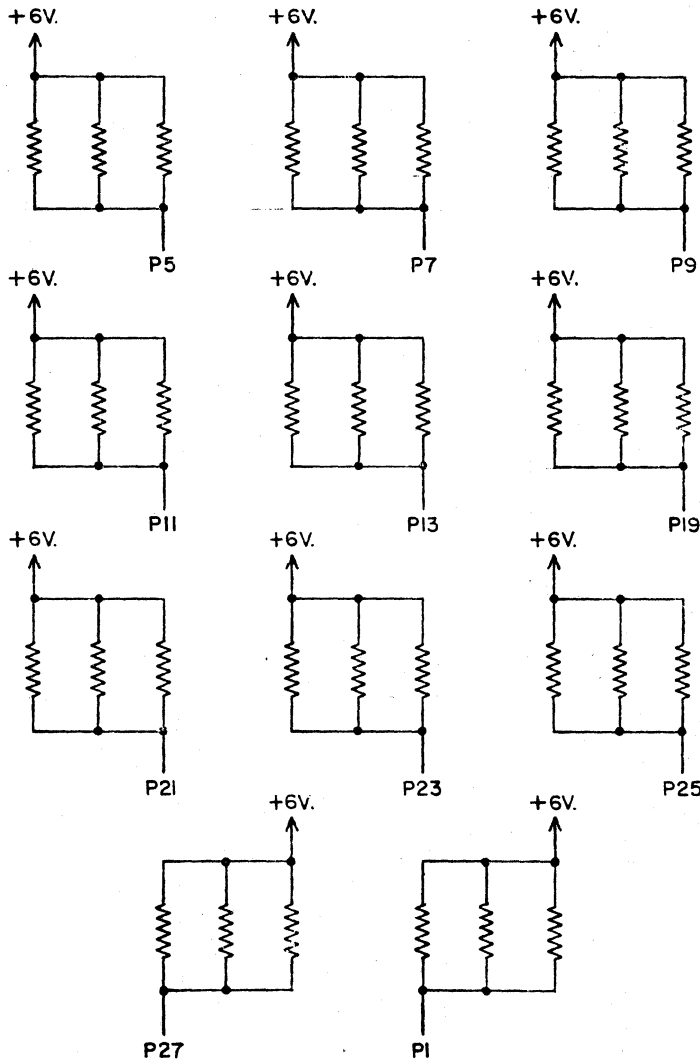 +6V. +6V. +6V.
P5 P7 P9
+6V. +6V. +6V.
P11 P13 P19
+6V. +6V. +6V.
P21 P23 P25
+6V. +6V.
P27 P1